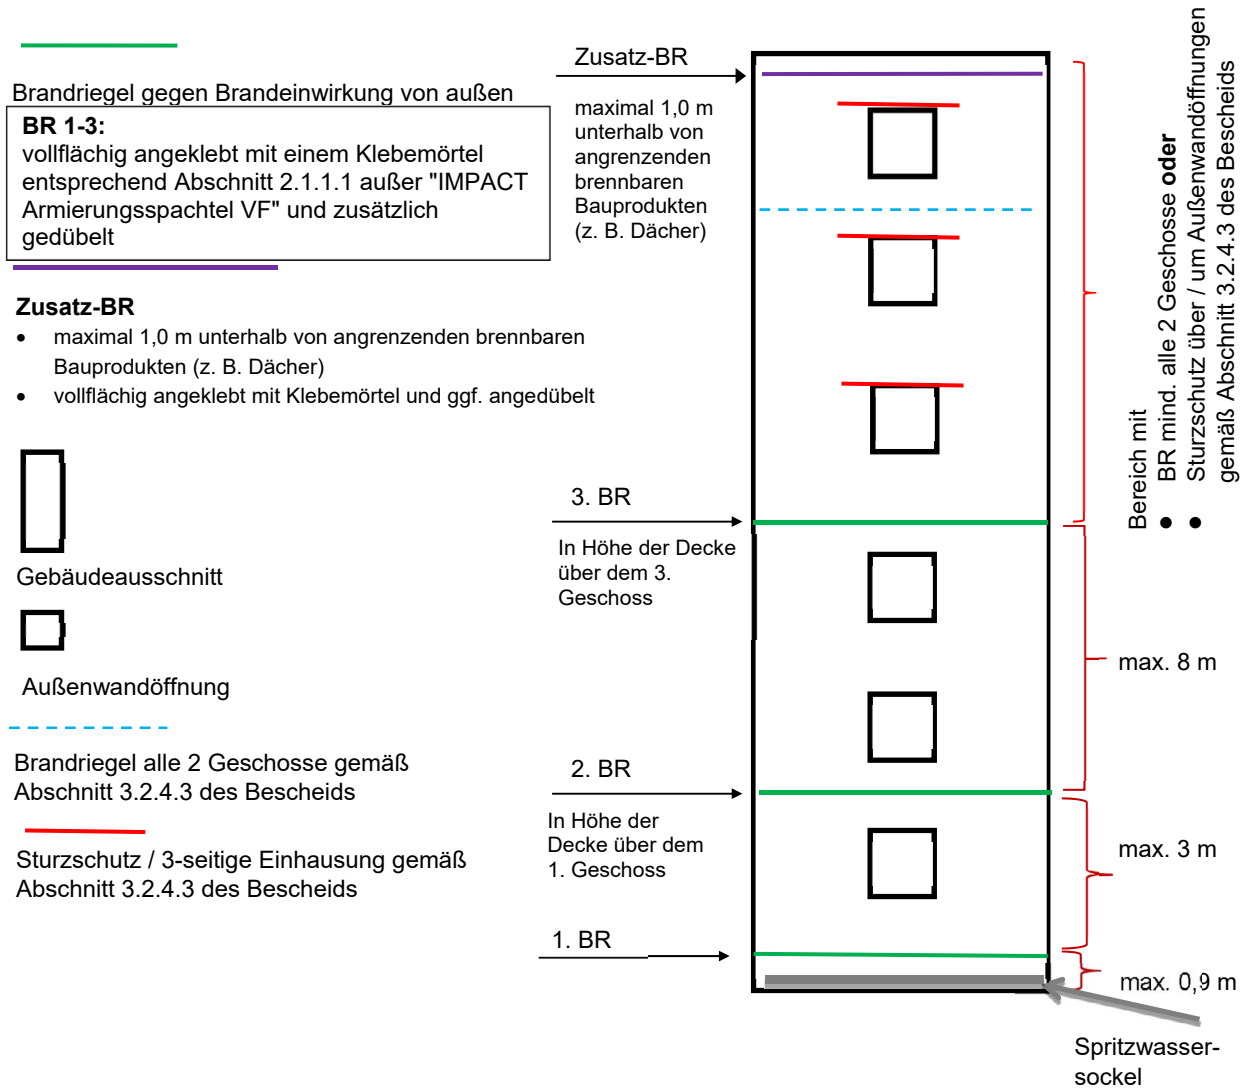 Brandriegel gegen Brandeinwirkung von außen
BR 1-3:
vollflächig angeklebt mit einem Klebemörtel
entsprechend Abschnitt 2.1.1.1 außer "IMPACT
Armierungsspachtel VF" und zusätzlich
gedübelt
Zusatz-BR
• maximal 1,0 m unterhalb von angrenzenden brennbaren
Bauprodukten (z. B. Dächer)
• vollflächig angeklebt mit Klebemörtel und ggf. angedübelt
Gebäudeausschnitt
Außenwandöffnung
Brandriegel alle 2 Geschosse gemäß
Abschnitt 3.2.4.3 des Bescheids
Sturzschutz / 3-seitige Einhausung gemäß
Abschnitt 3.2.4.3 des Bescheids
Zusatz-BR
maximal 1,0 m
unterhalb von
angrenzenden
brennbaren
Bauprodukten
(z. B. Dächer)
3. BR
In Höhe der Decke
über dem 3.
Geschoss
2. BR
In Höhe der
Decke über dem
1. Geschoss
1. BR
Bereich mit
• BR mind. alle 2 Geschosse oder
• Sturzschutz über / um Außenwandöffnungen
gemäß Abschnitt 3.2.4.3 des Bescheids
max. 8 m
max. 3 m
max. 0,9 m
Spritzwasser-
sockel